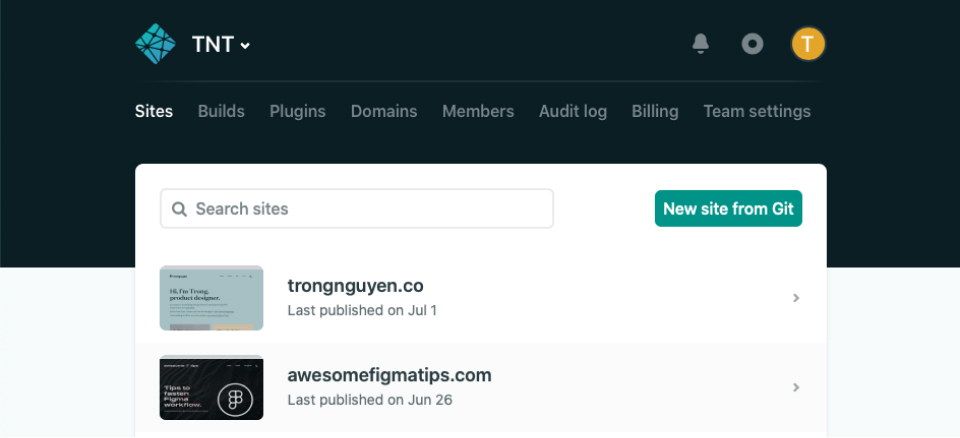 TNT
T
Sites Builds Plugins Domains Members Audit log Billing Team settings
Search sites
New site from Git
Hi, I'm Trong,
product designer.
trongnguyen.co
Last published on Jul 1
Tips to
fasten
Figma
workflow.
awesomefigmatips.com
Last published on Jun 26